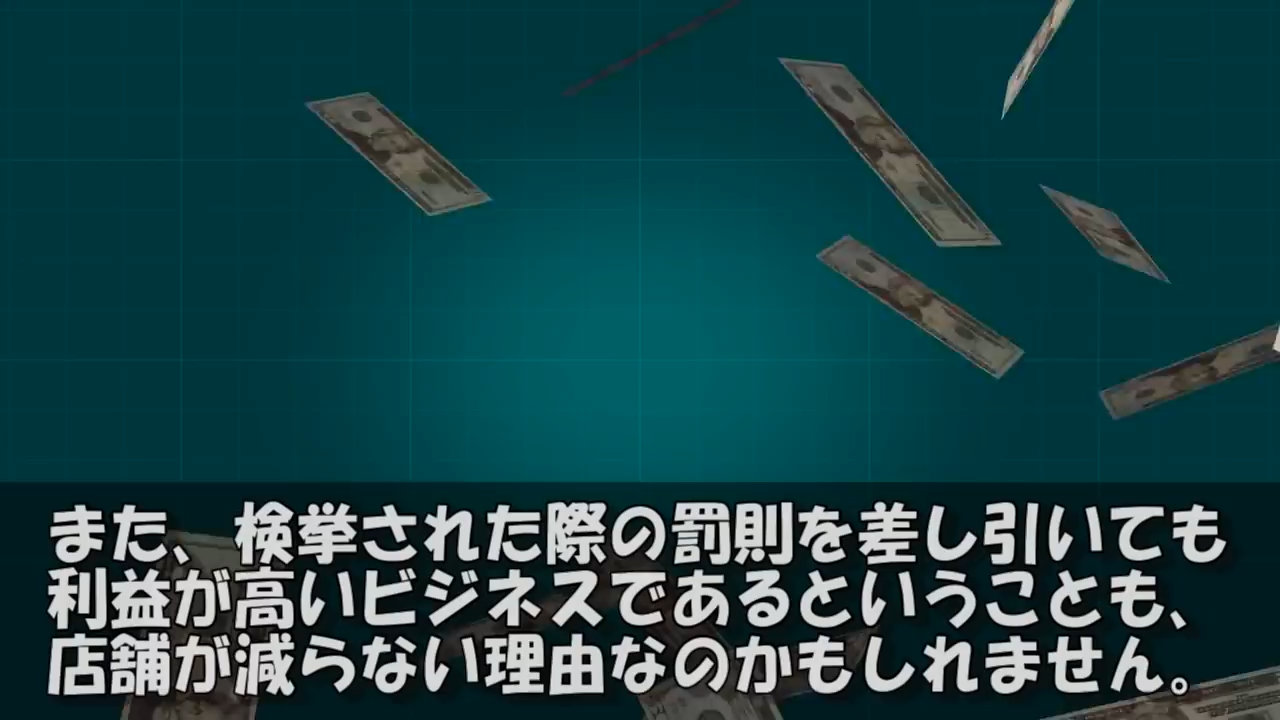 また、検挙された際の罰則を差し引いても
利益が高いビジネスであるということも、
店舗が減らない理由なのかもしれません。